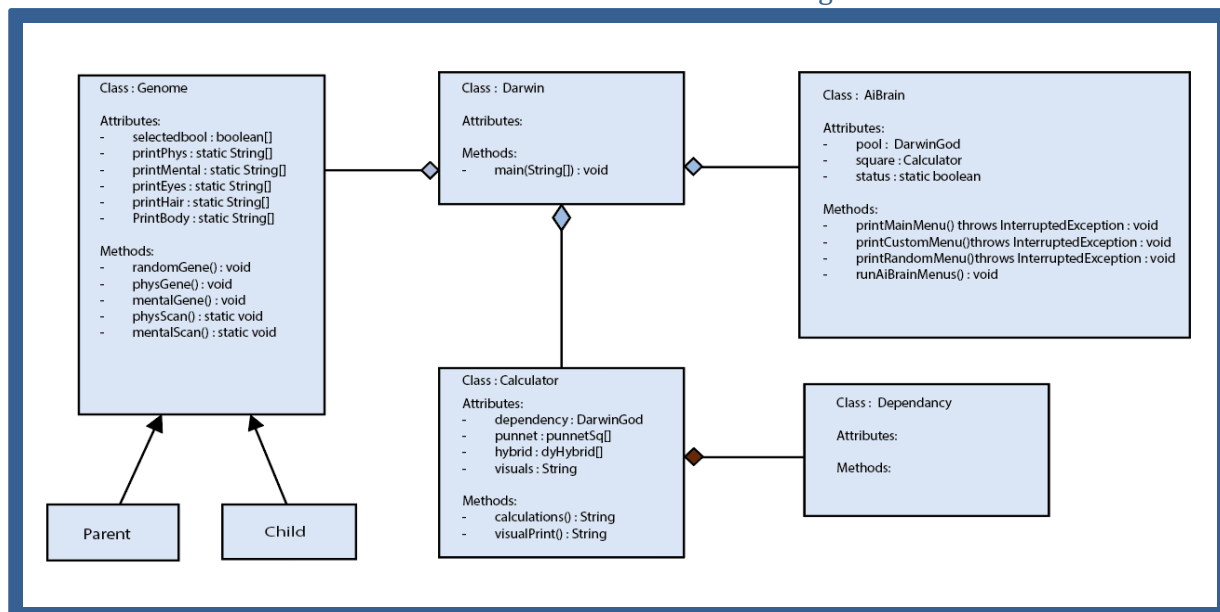 Class : Genome
Attributes:
- selectedbool : boolean[]
- printPhys : static String[]
- printMental : static String[]
- printEyes : static String[]
- printHair : static String[]
- PrintBody : static String[]
Methods:
- randomGene() : void
- physGene() : void
- mentalGene() : void
- physScan() : static void
- mentalScan() : static void
Parent
Child
Class : Darwin
Attributes:
Methods:
- main(String[]) : void
Class : AiBrain
Attributes:
- pool : DarwinGod
- square : Calculator
- status : static boolean
Methods:
- printMainMenu() throws InterruptedException : void
- printCustomMenu()throws InterruptedException : void
- printRandomMenu()throws InterruptedException : void
- runAiBrainMenus() : void
Class : Calculator
Attributes:
- dependency : DarwinGod
- punnet : punnetSq[]
- hybrid : dyHybrid[]
- visuals : String
Methods:
- calculations() : String
- visualPrint() : String
Class : Dependancy
Attributes:
Methods: